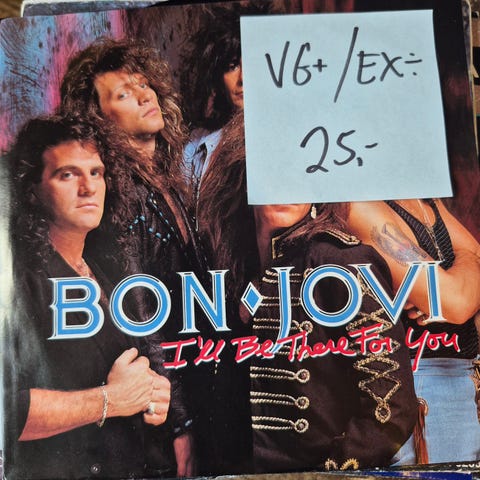 VG+/EX÷
25,-
BON•JOVI
I'll Be There For You